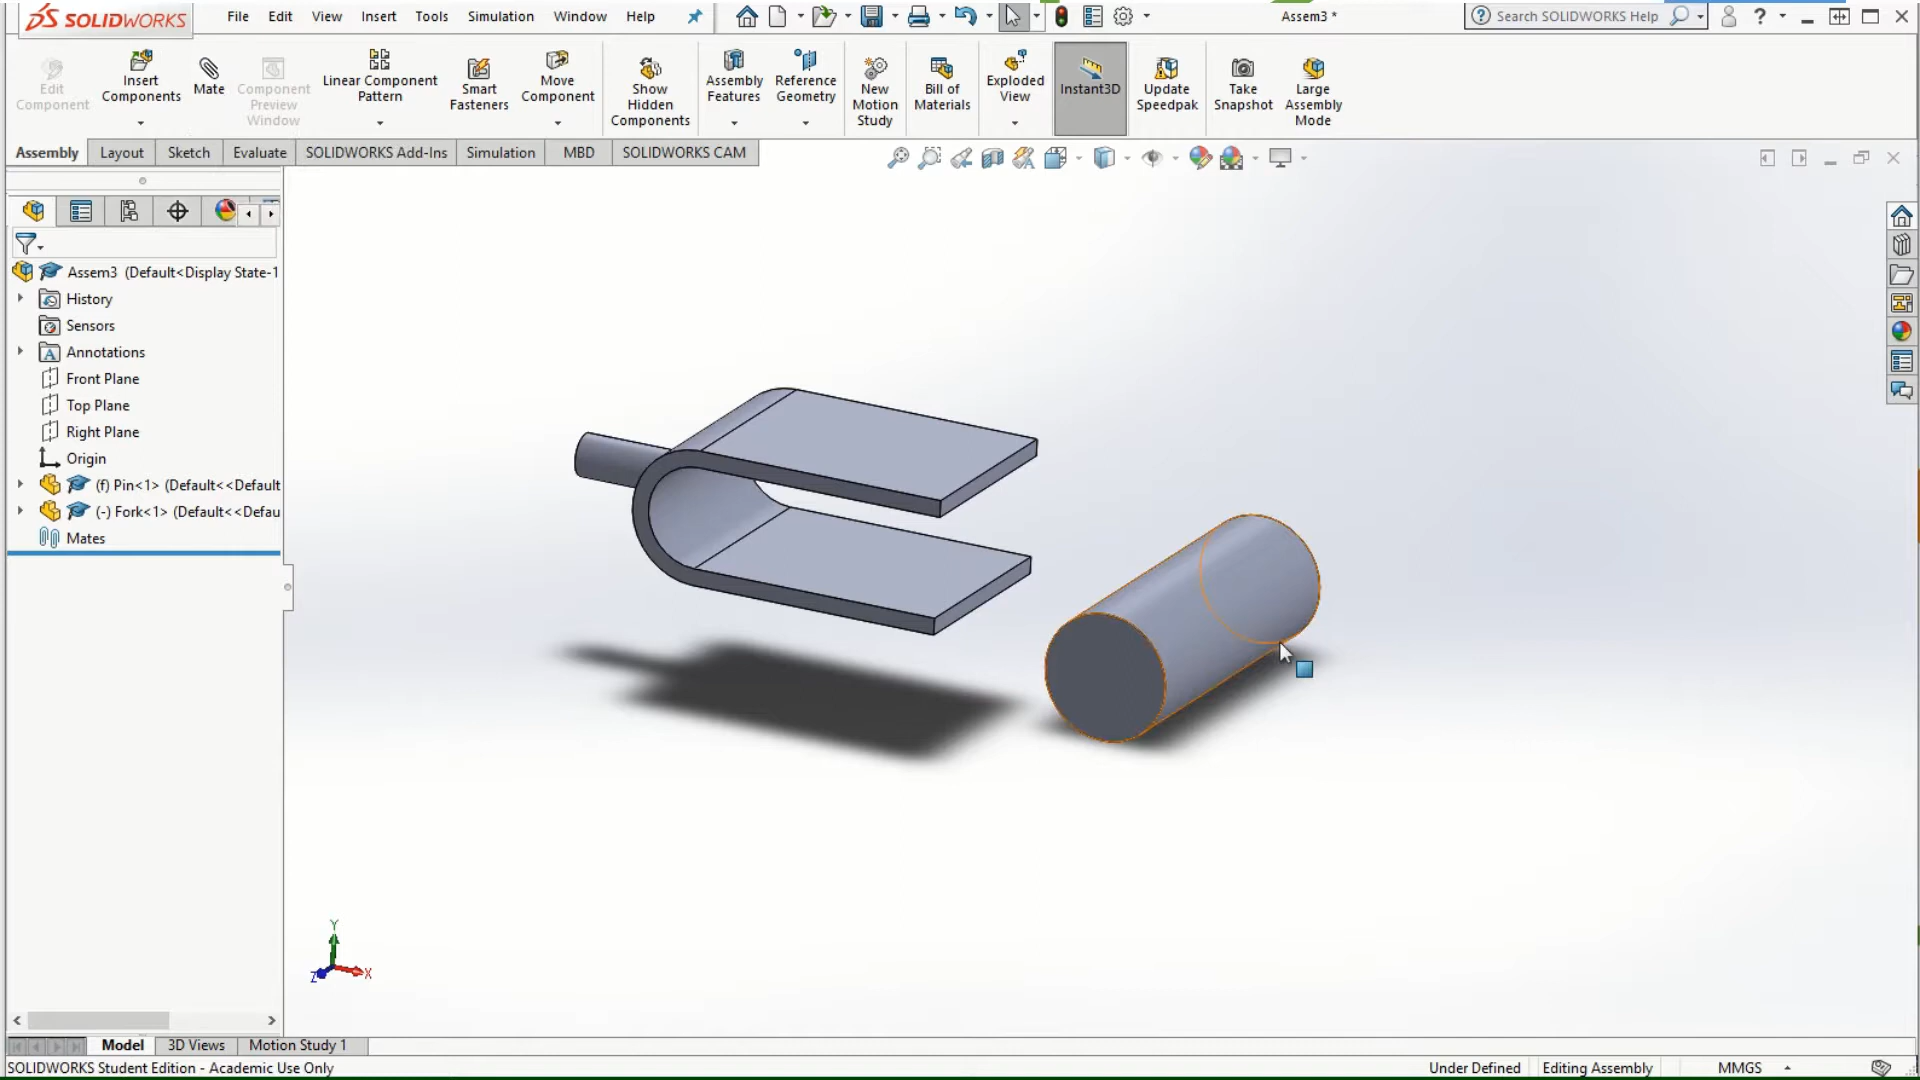 SOLIDWORKS File Edit View Insert Tools Simulation Window Help Assem3 * Search SOLIDWORKS Help ?
Edit Component
Insert Components
Mate
Component Preview Window
Linear Component Pattern
Smart Fasteners
Move Component
Show Hidden Components
Assembly Features
Reference Geometry
New Motion Study
Bill of Materials
Exploded View
Instant3D
Update Speedpak
Take Snapshot
Large Assembly Mode
Assembly Layout Sketch Evaluate SOLIDWORKS Add-Ins Simulation MBD SOLIDWORKS CAM
Assem3 (Default<Display State-1
History
Sensors
Annotations
Front Plane
Top Plane
Right Plane
Origin
(f) Pin<1> (Default<<Default
(-) Fork<1> (Default<<Defau
Mates
Y
Z
X
Model 3D Views Motion Study 1
SOLIDWORKS Student Edition - Academic Use Only Under Defined Editing Assembly MMGS